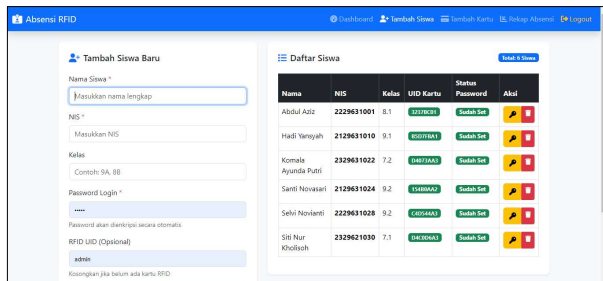 Absensi RFID
Dashboard Tambah Siswa Tambah Kartu Rekap Absensi Logout
Tambah Siswa Baru
Nama Siswa *
Masukkan nama lengkap
NIS *
Masukkan NIS
Kelas
Contoh: 9A, 8B
Password Login *
•••••
Password akan dienkripsi secara otomatis
RFID UID (Opsional)
admin
Kosongkan jika belum ada kartu RFID
Daftar Siswa
Total: 6 Siswa
Nama NIS Kelas UID Kartu Status Password Aksi
Abdul Aziz 2229631001 8.1 3237BC01 Sudah Set
Hadi Yansyah 2129631010 9.1 B5D7FBA1 Sudah Set
Komala Ayunda Putri 2329631022 7.2 D4073AA3 Sudah Set
Santi Novasari 2129631024 9.2 154B0AA2 Sudah Set
Selvi Novianti 2229631028 9.2 C4D544A3 Sudah Set
Siti Nur Kholisoh 2329621030 7.1 D4C0D6A3 Sudah Set